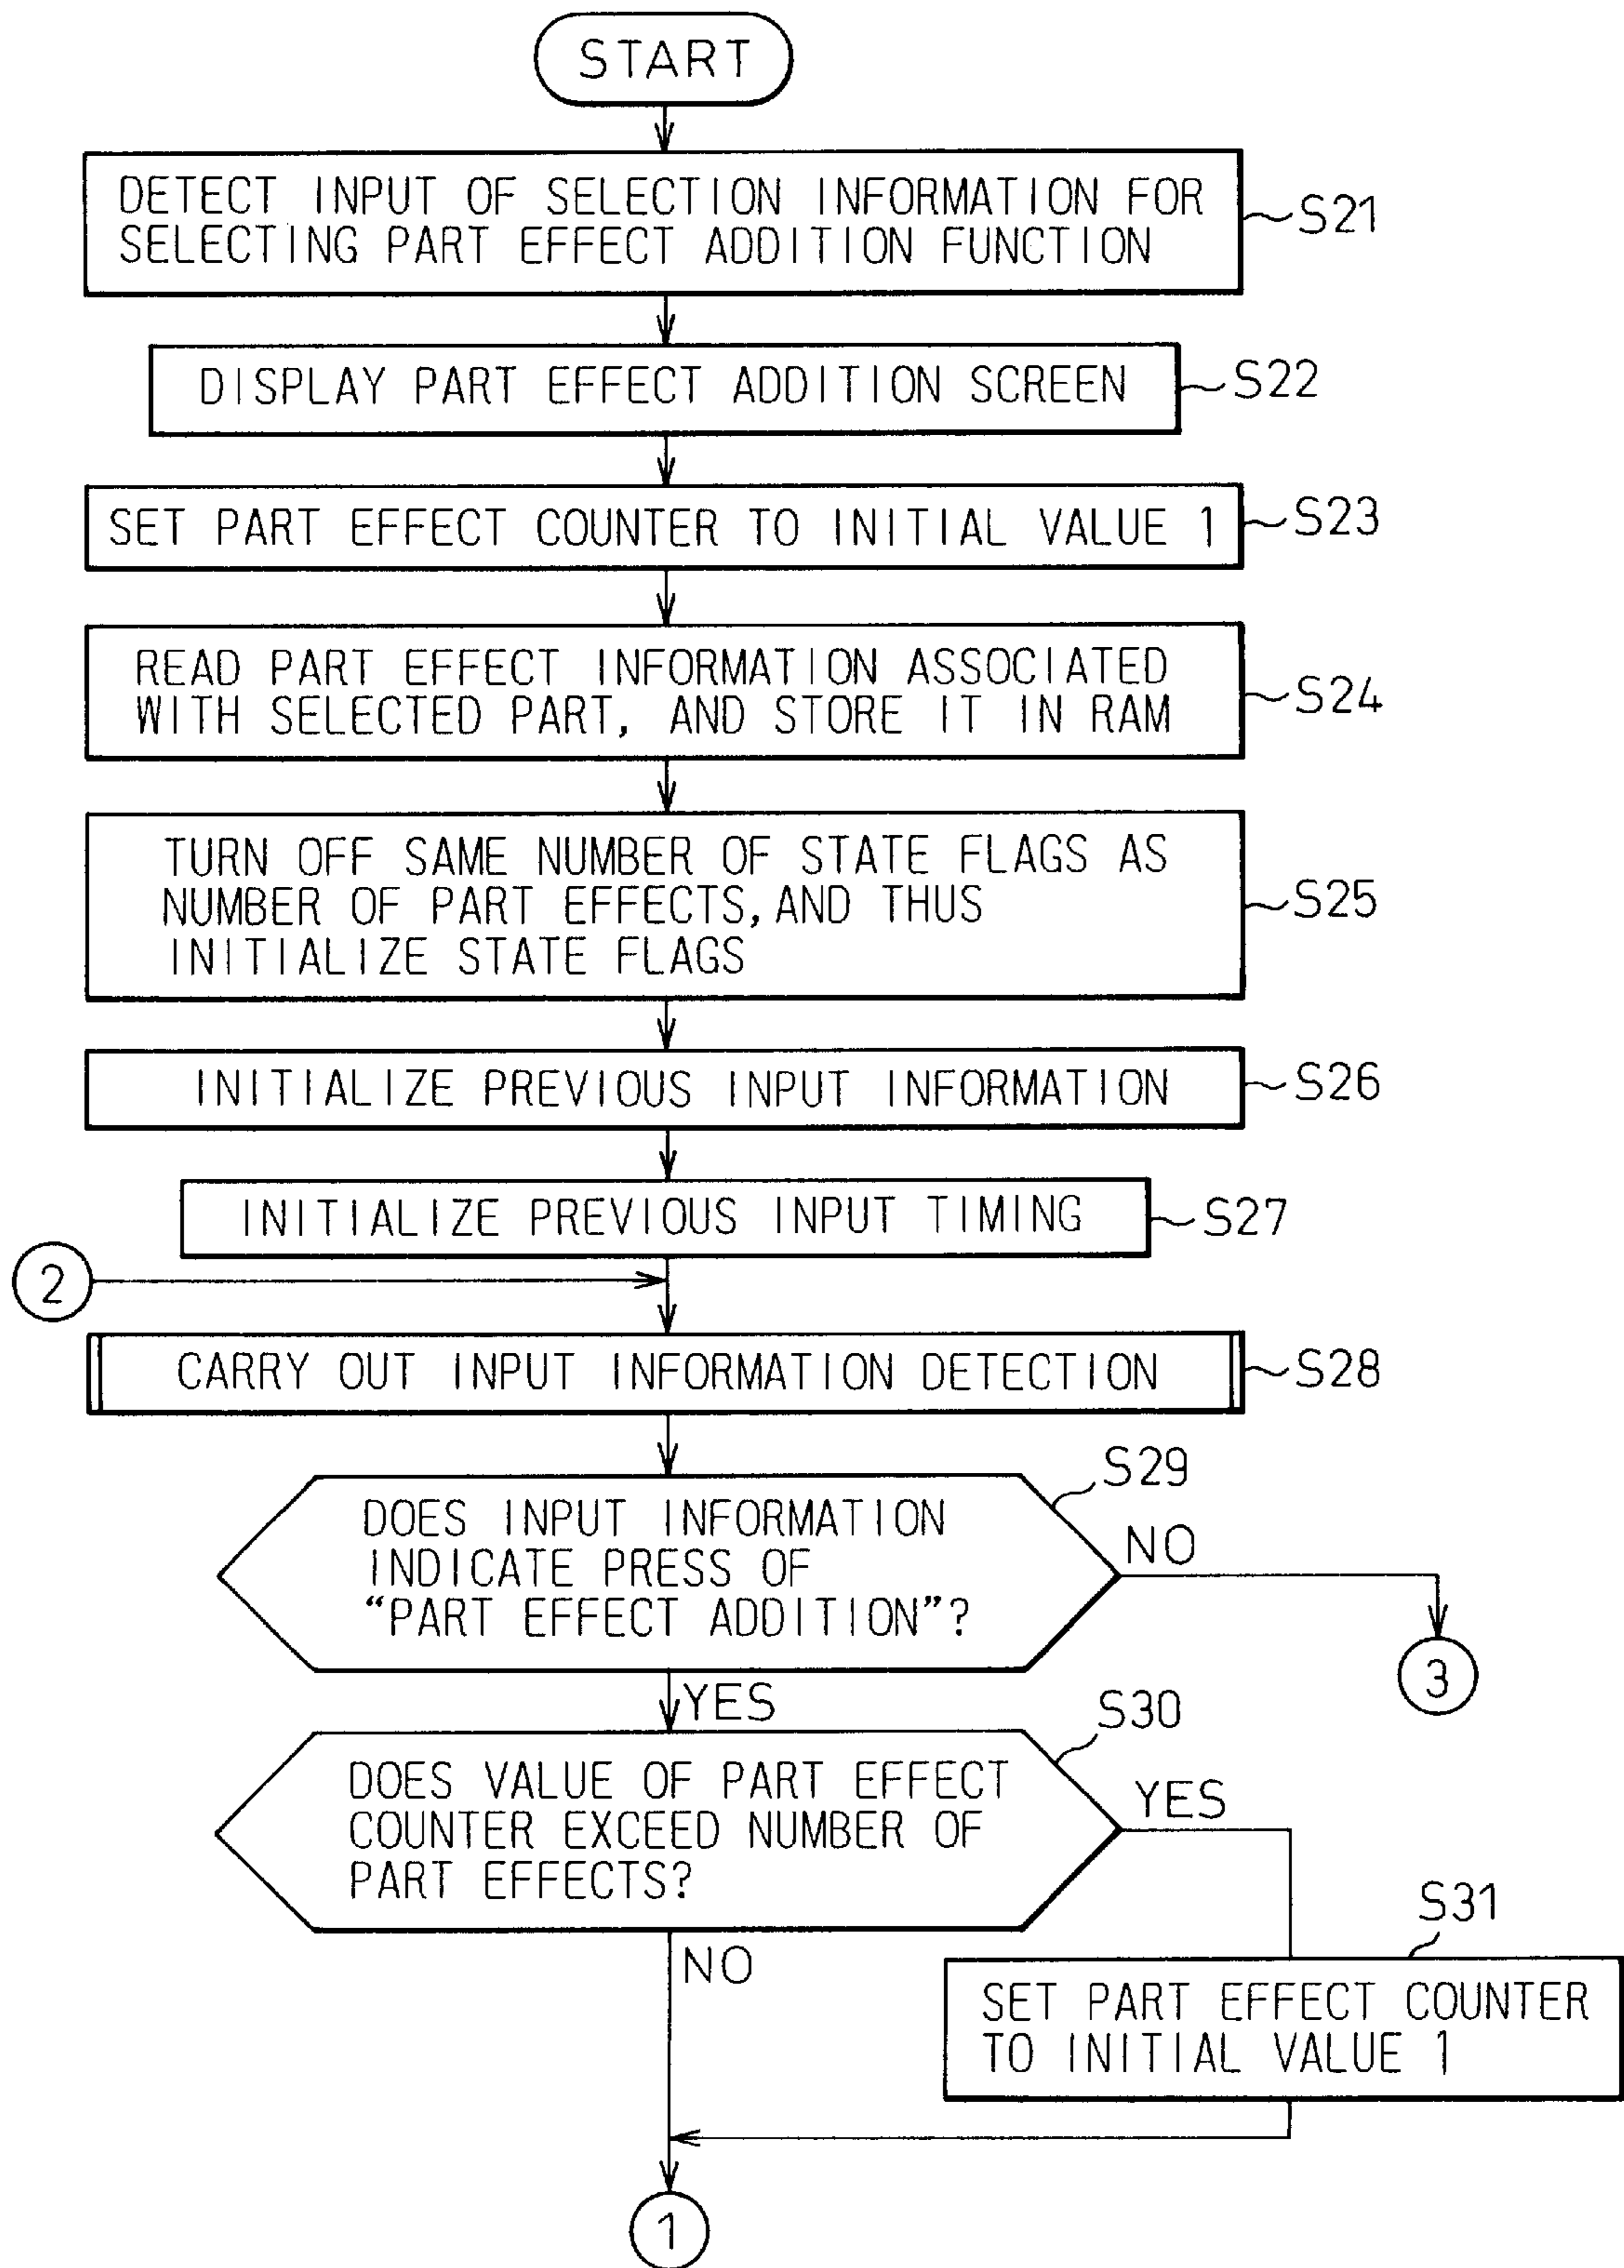 START
DETECT INPUT OF SELECTION INFORMATION FOR
SELECTING PART EFFECT ADDITION FUNCTION
S21
DISPLAY PART EFFECT ADDITION SCREEN
S22
SET PART EFFECT COUNTER TO INITIAL VALUE 1
S23
READ PART EFFECT INFORMATION ASSOCIATED
WITH SELECTED PART, AND STORE IT IN RAM
S24
TURN OFF SAME NUMBER OF STATE FLAGS AS
NUMBER OF PART EFFECTS, AND THUS
INITIALIZE STATE FLAGS
S25
INITIALIZE PREVIOUS INPUT INFORMATION
S26
INITIALIZE PREVIOUS INPUT TIMING
S27
2
CARRY OUT INPUT INFORMATION DETECTION
S28
S29
DOES INPUT INFORMATION
INDICATE PRESS OF
“PART EFFECT ADDITION”?
NO
3
YES
S30
DOES VALUE OF PART EFFECT
COUNTER EXCEED NUMBER OF
PART EFFECTS?
YES
S31
NO
SET PART EFFECT COUNTER
TO INITIAL VALUE 1
1